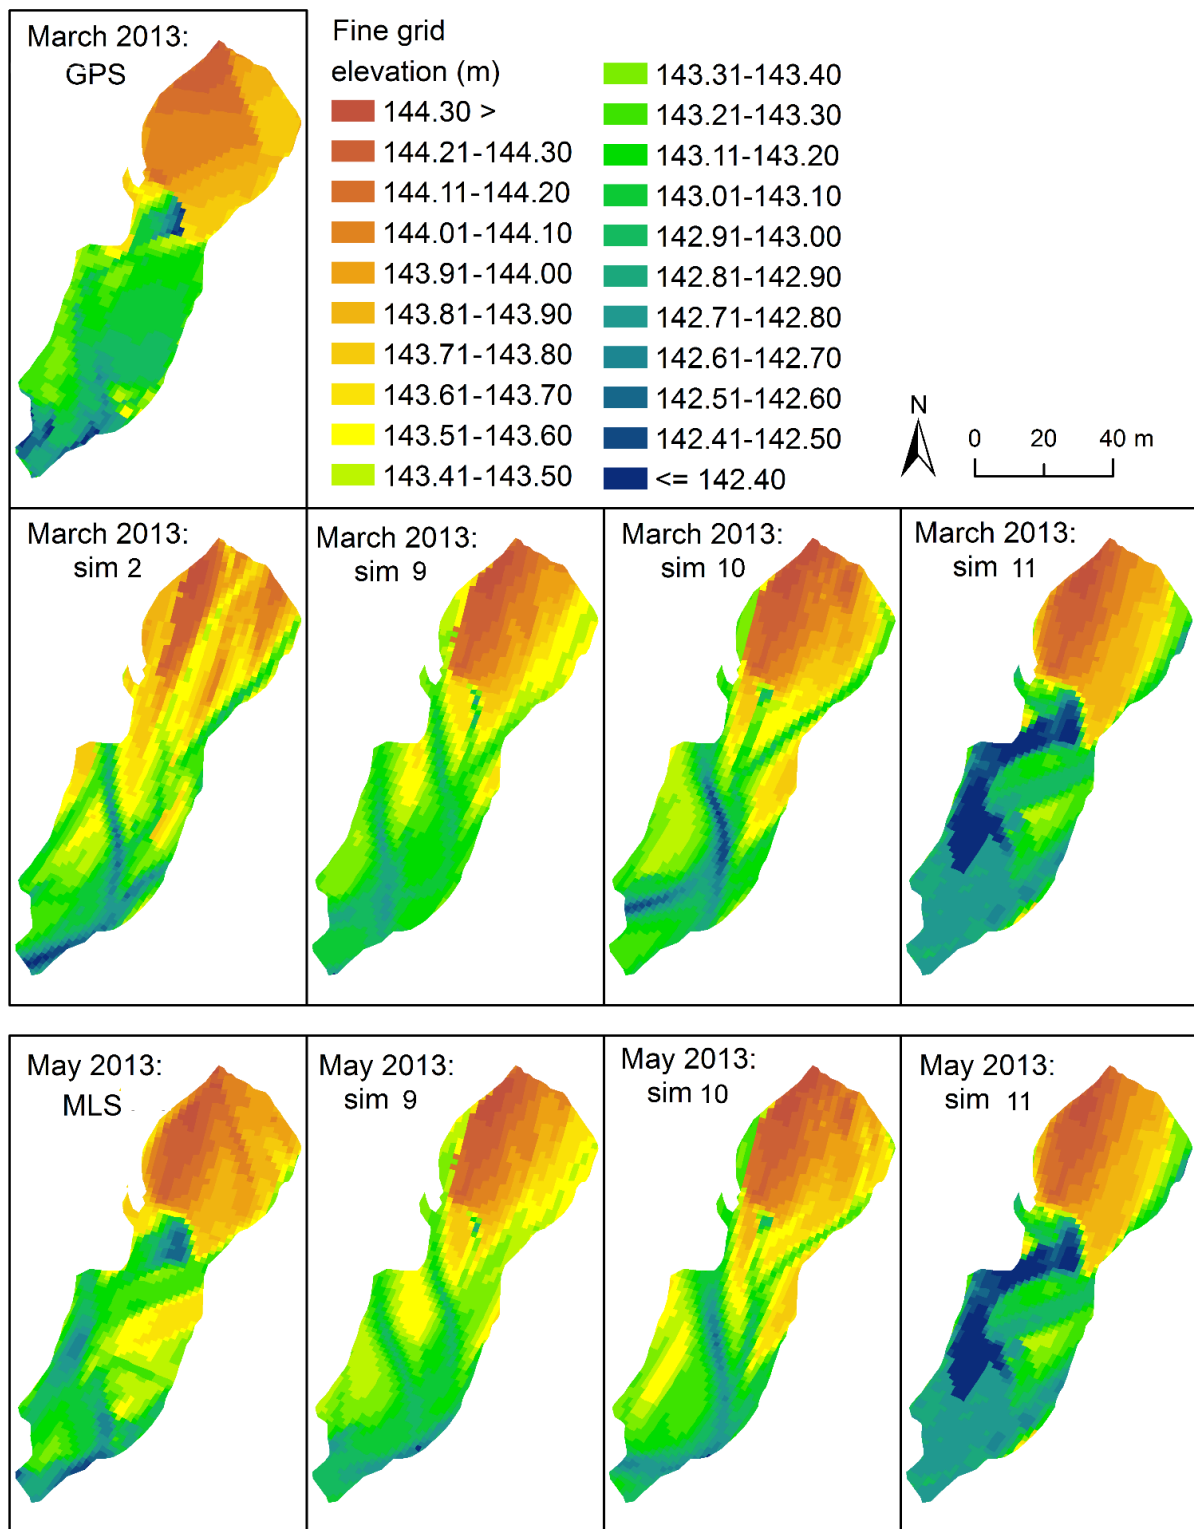 March 2013:
GPS
Fine grid
elevation (m)
144.30 >
144.21-144.30
144.11-144.20
144.01-144.10
143.91-144.00
143.81-143.90
143.71-143.80
143.61-143.70
143.51-143.60
143.41-143.50
143.31-143.40
143.21-143.30
143.11-143.20
143.01-143.10
142.91-143.00
142.81-142.90
142.71-142.80
142.61-142.70
142.51-142.60
142.41-142.50
<= 142.40
N
0 20 40 m
March 2013:
sim 2
March 2013:
sim 9
March 2013:
sim 10
March 2013:
sim 11
May 2013:
MLS
May 2013:
sim 9
May 2013:
sim 10
May 2013:
sim 11